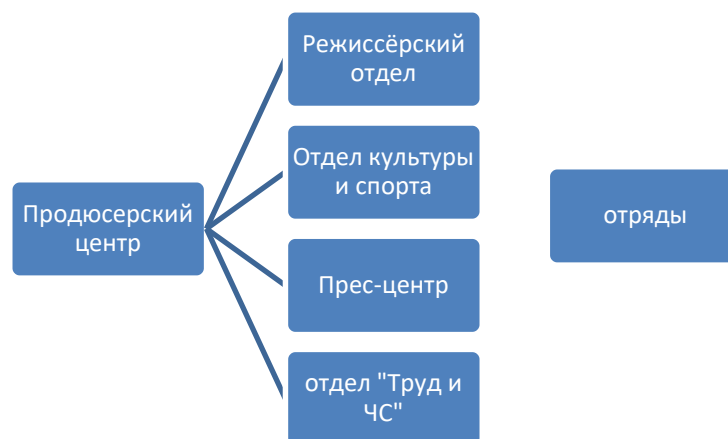 Режиссёрский
отдел
Отдел культуры
и спорта
Продюсерский
центр
отряды
Прес-центр
отдел "Труд и
ЧС"